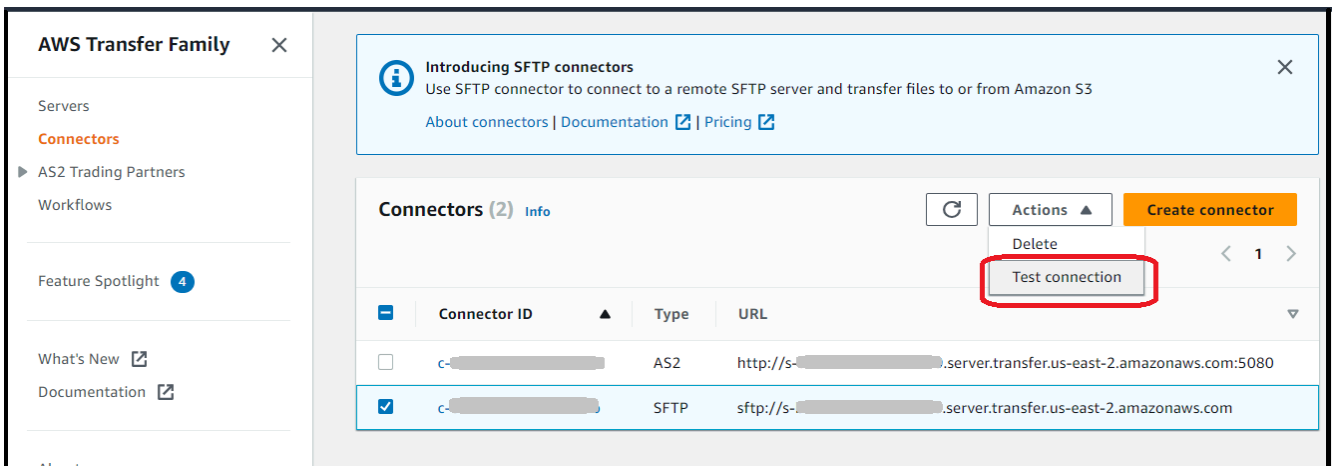 AWS Transfer Family
Servers
Connectors
AS2 Trading Partners
Workflows
Feature Spotlight 4
What's New
Documentation
Introducing SFTP connectors
Use SFTP connector to connect to a remote SFTP server and transfer files to or from Amazon S3
About connectors | Documentation | Pricing
Connectors (2) Info
Actions
Create connector
Delete
Test connection
1
Connector ID Type URL
c- AS2 http://s- .server.transfer.us-east-2.amazonaws.com:5080
c- SFTP sftp://s- .server.transfer.us-east-2.amazonaws.com